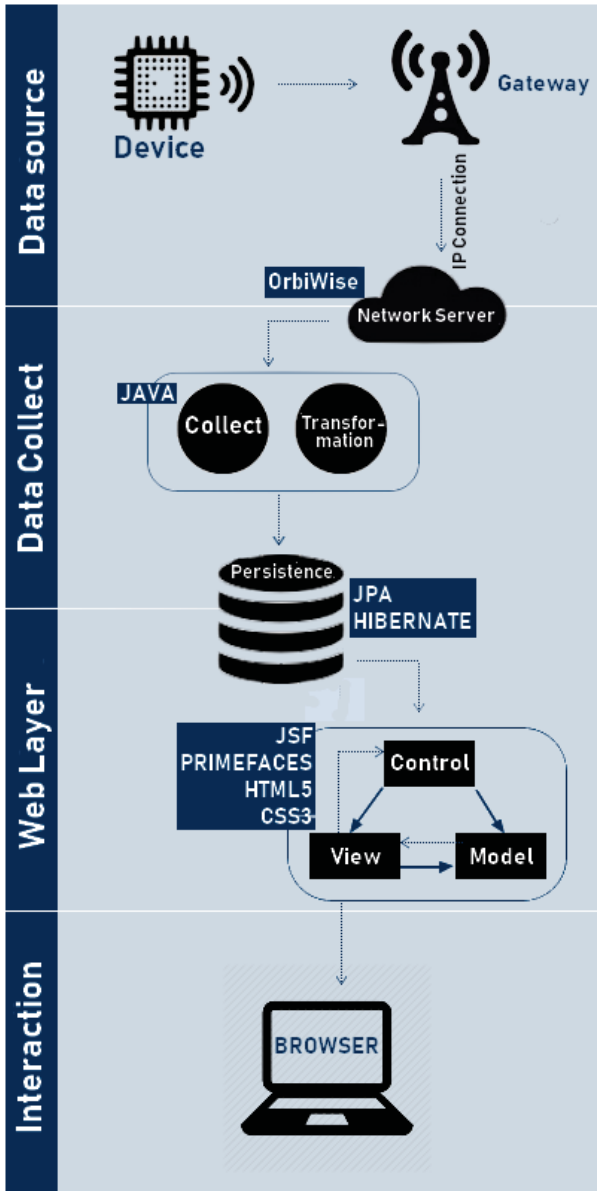 Data source
Device
Gateway
IP Connection
OrbiWise
Network Server
Data Collect
JAVA
Collect
Transfor-
mation
Persistence
JPA
HIBERNATE
Web Layer
JSF
PRIMEFACES
HTML5
CSS3
Control
View
Model
Interaction
BROWSER